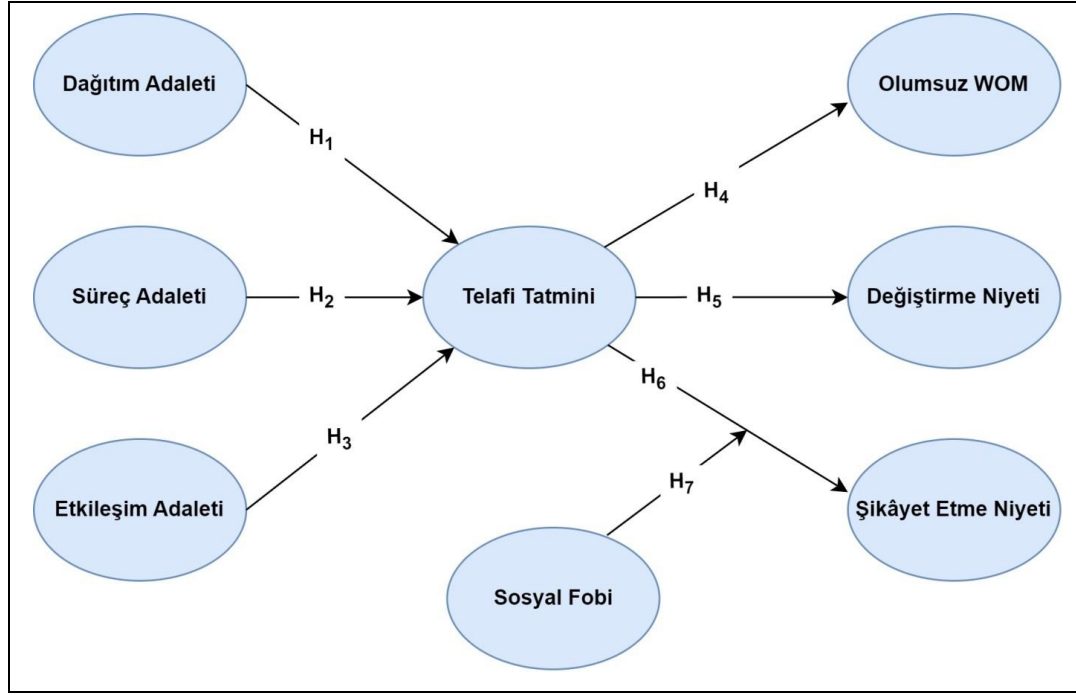 Dağıtım Adaleti
Olumsuz WOM
H1
H4
Süreç Adaleti
H2
Telafi Tatmini
H5
Değiştirme Niyeti
H6
H3
H7
Etkileşim Adaleti
Şikâyet Etme Niyeti
Sosyal Fobi